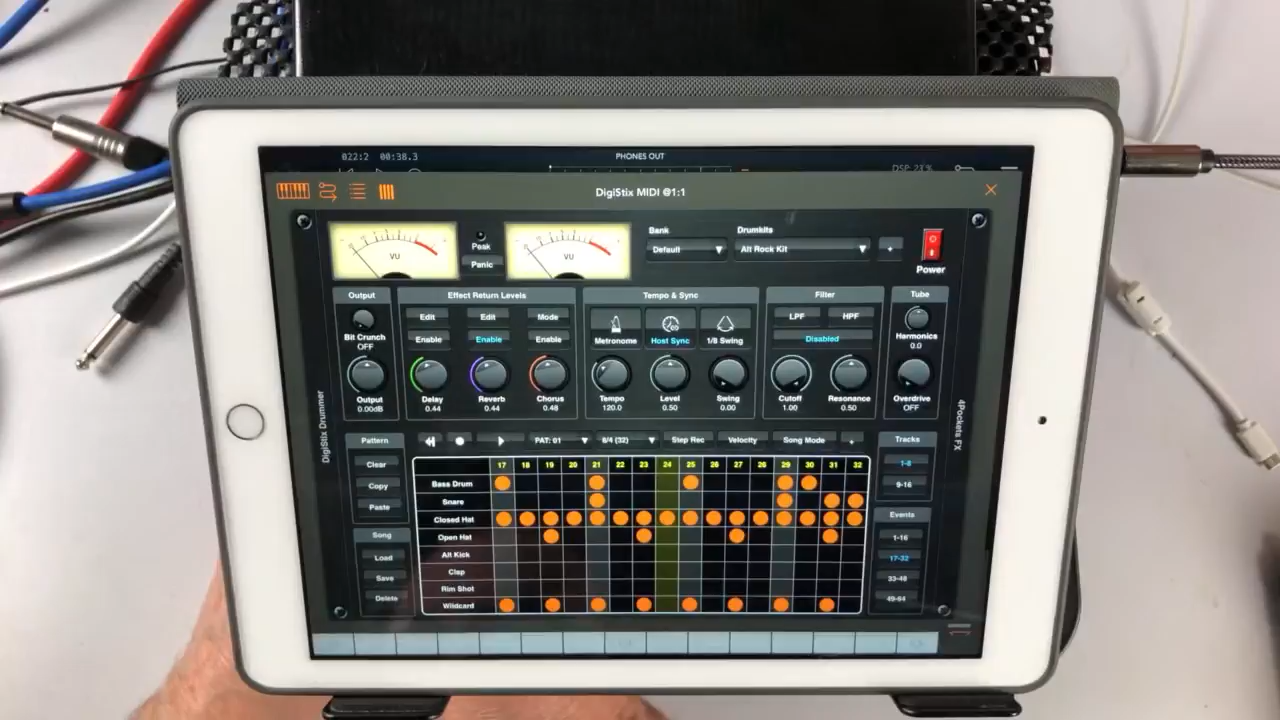 022:2 00:38.3 PHONES OUT
DigiStix MIDI @1:1
VU Peak Panic VU
Bank Drumkits
Default Alt Rock Kit +
Power
Output Effect Return Levels Tempo & Sync Filter Tube
Bit Crunch
OFF
Edit Edit Mode
Enable Enable Enable
Metronome Host Sync 1/8 Swing
LPF HPF
Disabled
Harmonics
0.0
Output Delay Reverb Chorus Tempo Level Swing Cutoff Resonance Overdrive
0.00dB 0.44 0.44 0.48 120.0 0.50 0.00 1.00 0.50 OFF
DigiStix Drummer
4Pockets FX
Pattern
Clear
Copy
Paste
Song
Load
Save
Delete
PAT: 01 8/4 (32) Step Rec Velocity Song Mode
17 18 19 20 21 22 23 24 25 26 27 28 29 30 31 32
Bass Drum
Snare
Closed Hat
Open Hat
Alt Kick
Clap
Rim Shot
Wildcard
Tracks
1-8
9-16
Events
1-16
17-32
33-48
49-64